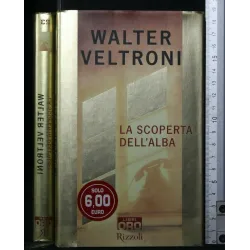 WALTER
VELTRONI
LA SCOPERTA
DELL'ALBA
SOLO
6,00
EURO
ORO
Rizzoli
WALTER VELTRONI